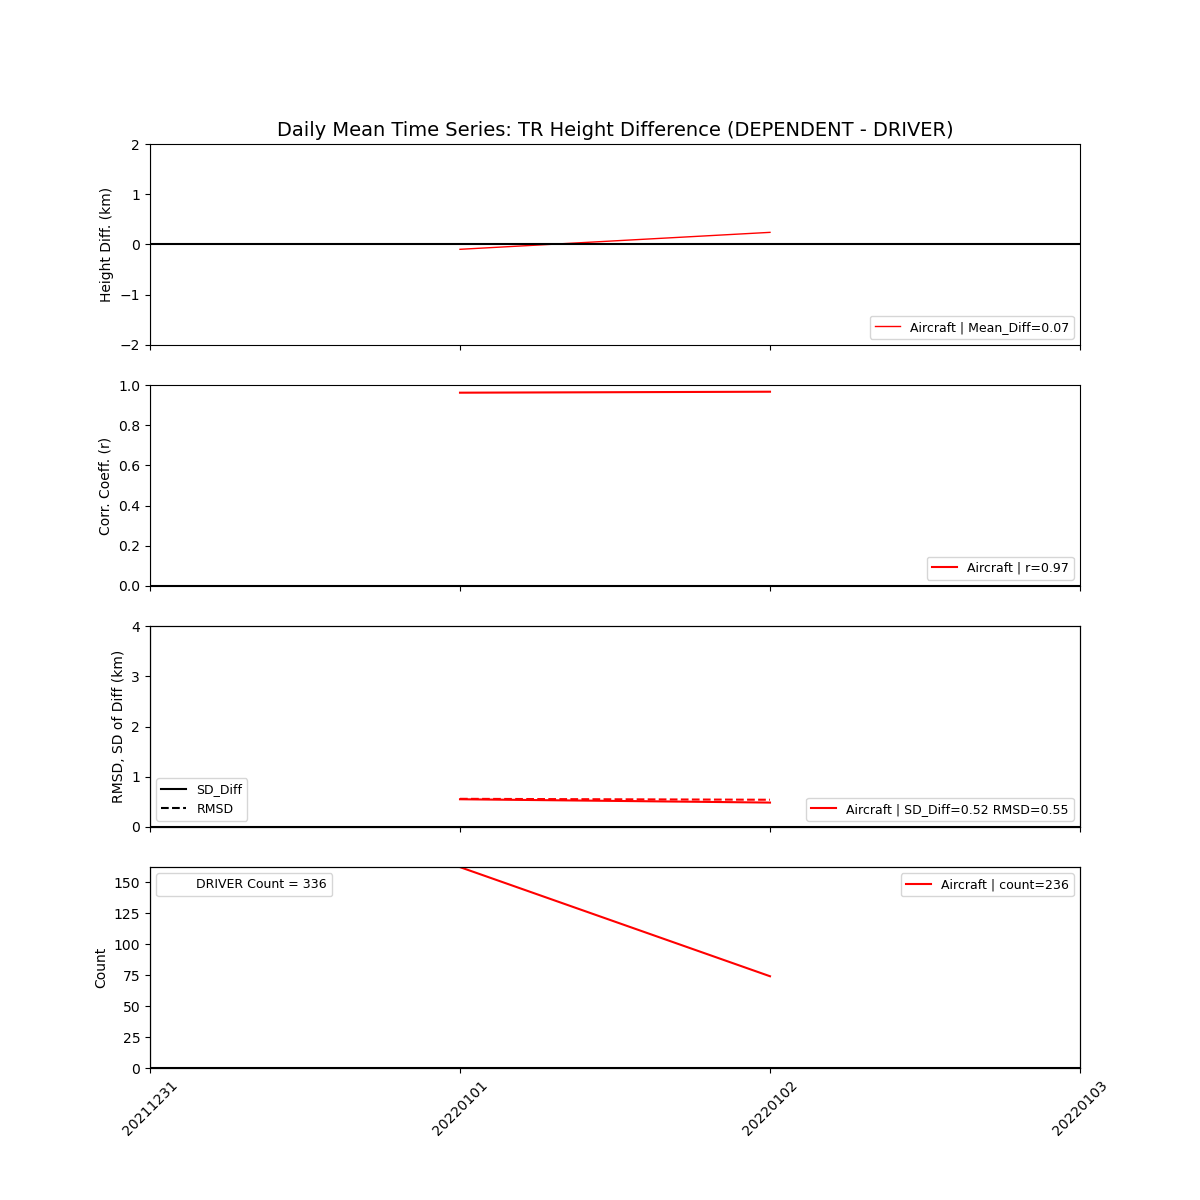 Daily Mean Time Series: TR Height Difference (DEPENDENT - DRIVER)
2
1
0
−1
−2
Height Diff. (km)
Aircraft | Mean_Diff=0.07
1.0
0.8
0.6
0.4
0.2
0.0
Corr. Coeff. (r)
Aircraft | r=0.97
4
3
2
1
0
RMSD, SD of Diff (km)
SD_Diff
RMSD
Aircraft | SD_Diff=0.52 RMSD=0.55
150
125
100
75
50
25
0
Count
DRIVER Count = 336
Aircraft | count=236
20211231
20220101
20220102
20220103